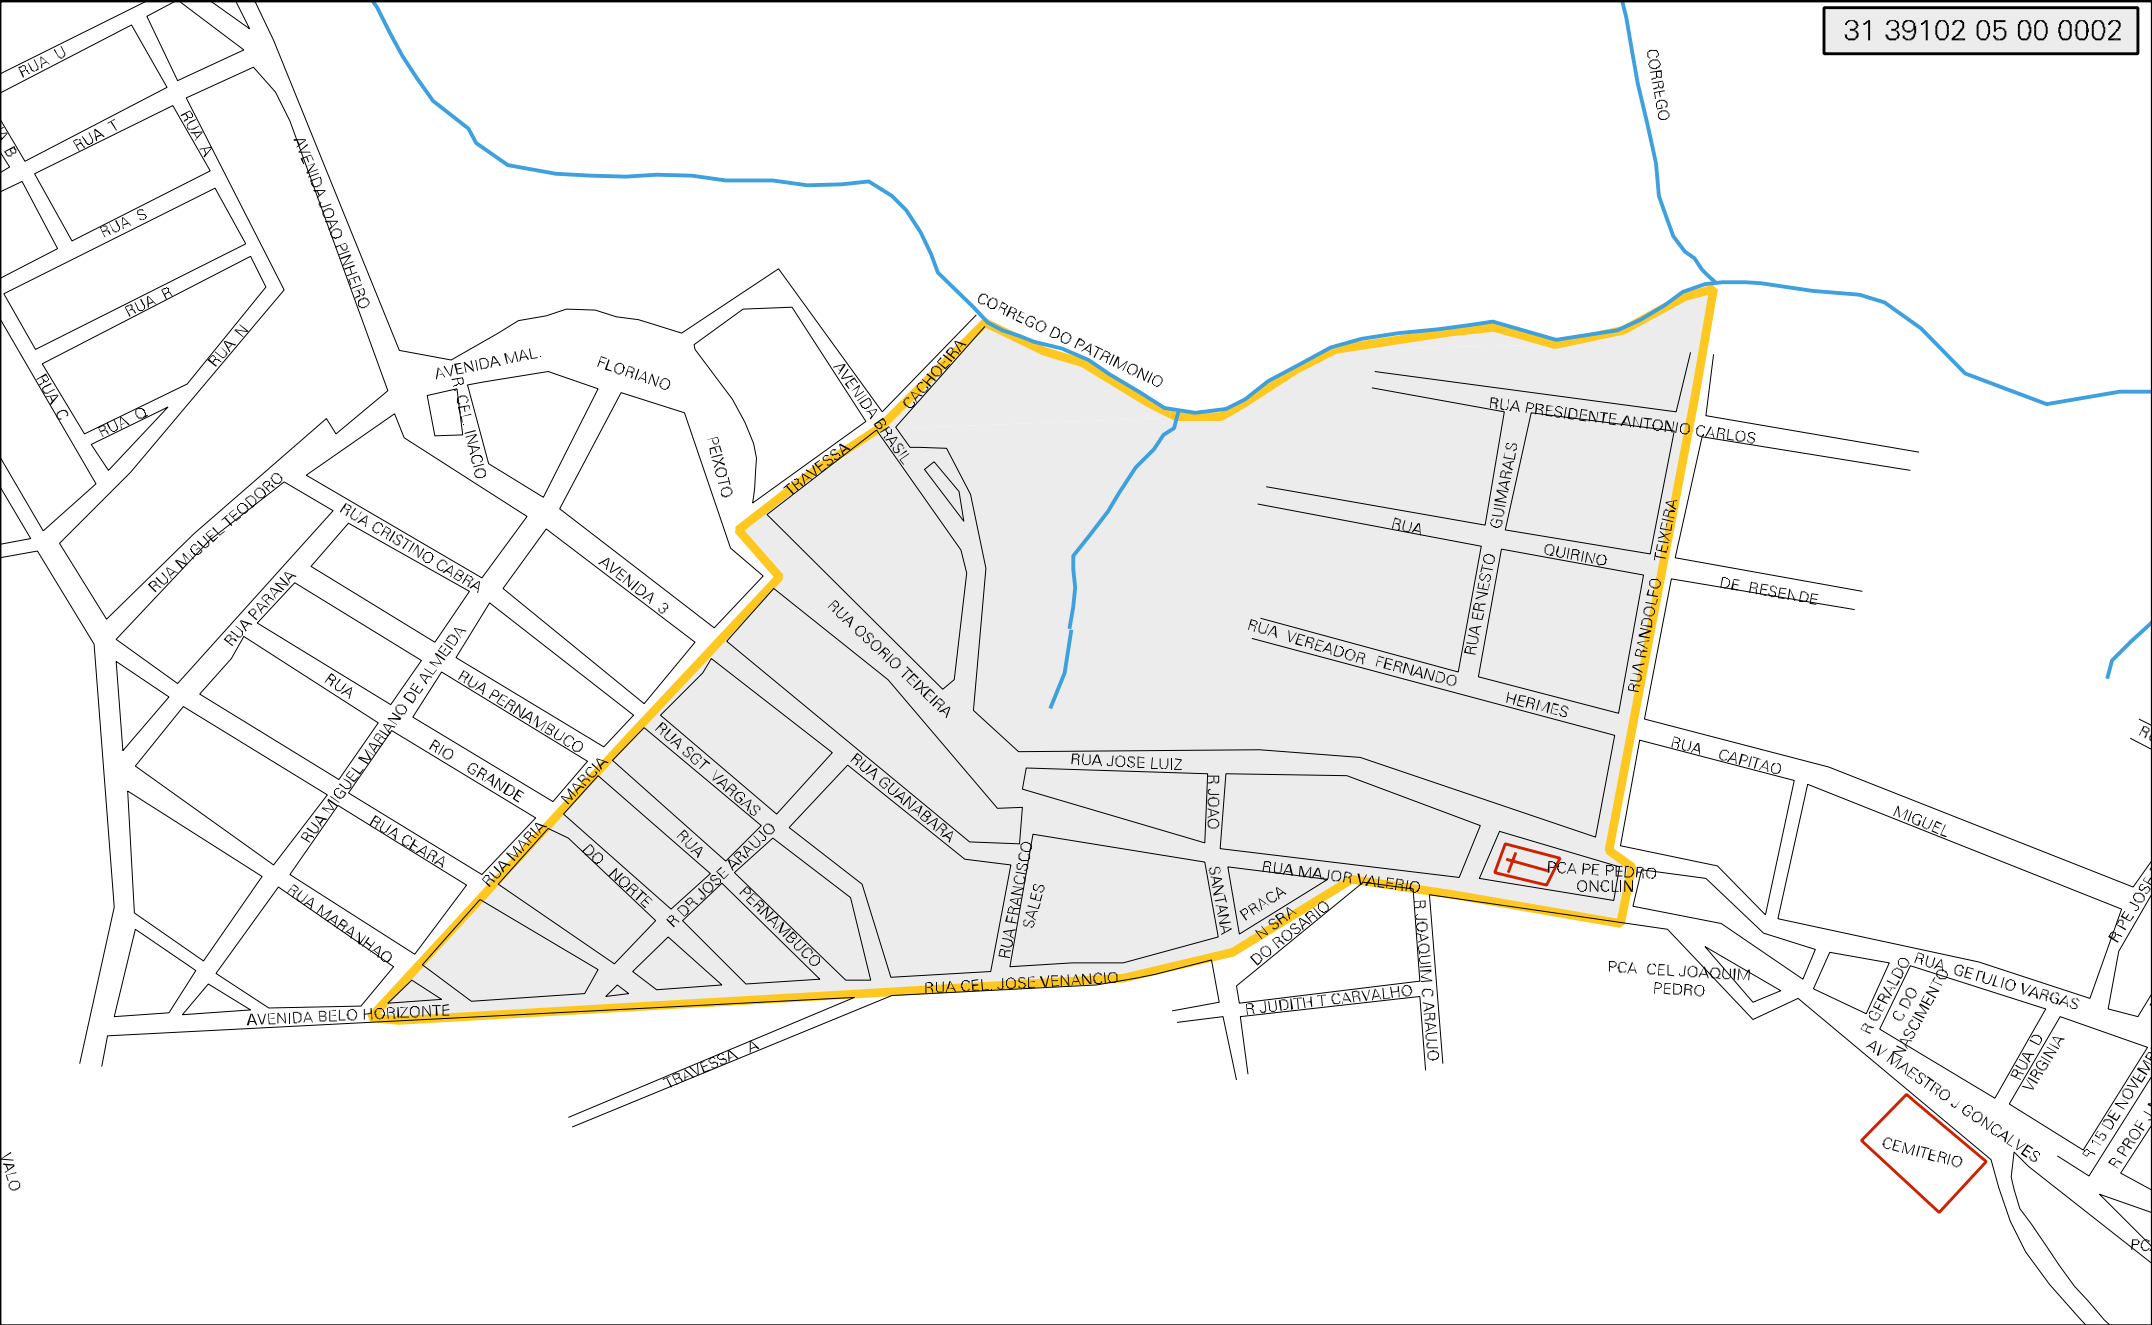 31 39102 05 00 0002
RUA U
RUA T
RUA A
RUA S
RUA R
RUA N
RUA C
RUA Q
AVENIDA JOAO PINHEIRO
CORREGO
CORREGO DO PATRIMONIO
AVENIDA MAL.
FLORIANO
PEIXOTO
R CEL. INACIO
AVENIDA BRASIL
TRAVESSA
CACHOEIRA
RUA MIGUEL TEODORO
RUA CRISTINO CABRA
AVENIDA 3
RUA PARANA
RUA
RIO GRANDE
DO NORTE
RUA MIGUEL MARIANO DE ALMEIDA
RUA PERNAMBUCO
RUA CEARA
RUA MARANHAO
RUA MARIA
MARCIA
RUA OSORIO TEIXEIRA
RUA SGT. VARGAS
RUA GUANABARA
RUA
PERNAMBUCO
R DR JOSE ARAUJO
RUA FRANCISCO
SALES
RUA JOSE LUIZ
R JOAO
SANTANA
RUA MAJOR VALERIO
PRACA
N SRA
DO ROSARIO
RUA CEL. JOSE VENANCIO
AVENIDA BELO HORIZONTE
TRAVESSA A
R JUDITH T CARVALHO
R JOAQUIM C ARAUJO
RUA PRESIDENTE ANTONIO CARLOS
GUIMARALS
RUA ERNESTO
RUA
QUIRINO
DE RESENDE
RUA VEREADOR FERNANDO
HERMES
RUA RANDOLFO
TEIXEIRA
RUA CAPITAO
MIGUEL
PCA PE PEDRO
ONCLIN
PCA CEL JOAQUIM
PEDRO
RUA GETULIO VARGAS
R GERALDO
C DO
NASCIMENTO
RUA D
VIRGINIA
AV MAESTRO J GONCALVES
CEMITERIO
R PE JOSE
R 15 DE NOVEMB
R PROF
VALO